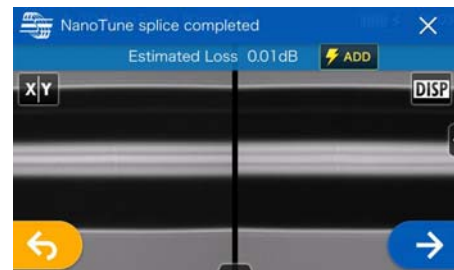 NanoTune splice completed
Estimated Loss 0.01dB ADD
X Y DISP